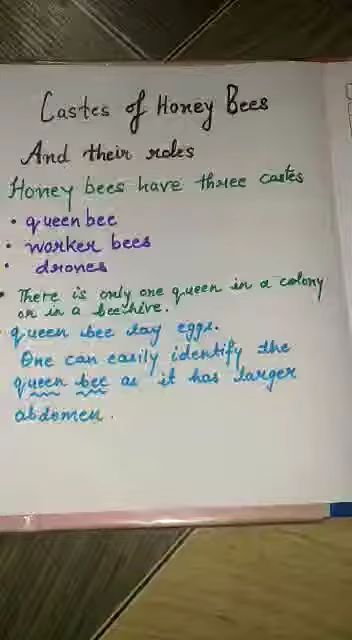 Castes of Honey Bees
And their roles
Honey bees have three castes
• queen bee
• worker bees
• drones
• There is only one queen in a colony
or in a beehive.
queen bee lay eggs.
One can easily identify the
queen bee as it has larger
abdomen.